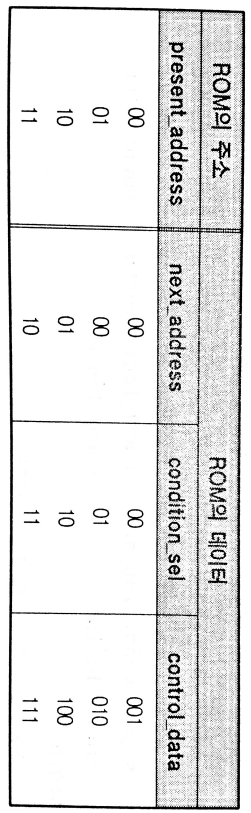 ROM의 주소 ROM의 데이터
present_address next_address condition_sel control_data
00 00 00 001
01 00 01 010
10 01 10 100
11 10 11 111